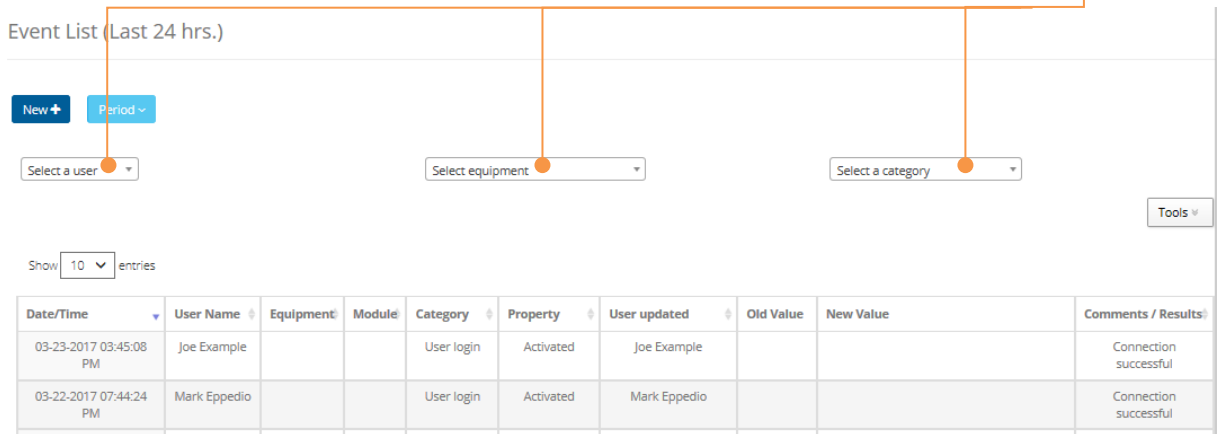 Event List (Last 24 hrs.)
New
Period
Select a user
Select equipment
Select a category
Tools
Show 10 entries
Date/Time User Name Equipment Module Category Property User updated Old Value New Value Comments / Results
03-23-2017 03:45:08 Joe Example User login Activated Joe Example Connection
PM successful
03-22-2017 07:44:24 Mark Eppedio User login Activated Mark Eppedio Connection
PM successful